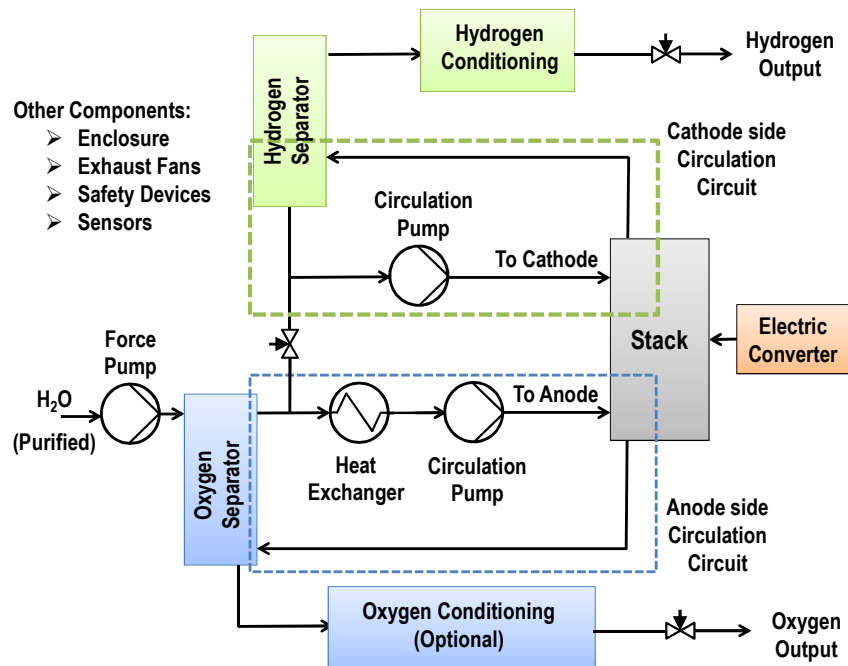 Hydrogen
Conditioning
Hydrogen
Output
Hydrogen
Separator
Other Components:
➢ Enclosure
➢ Exhaust Fans
➢ Safety Devices
➢ Sensors
Cathode side
Circulation
Circuit
Circulation
Pump
To Cathode
Stack
Electric
Converter
Force
Pump
H₂O
(Purified)
Oxygen
Separator
To Anode
Heat
Exchanger
Circulation
Pump
Anode side
Circulation
Circuit
Oxygen Conditioning
(Optional)
Oxygen
Output